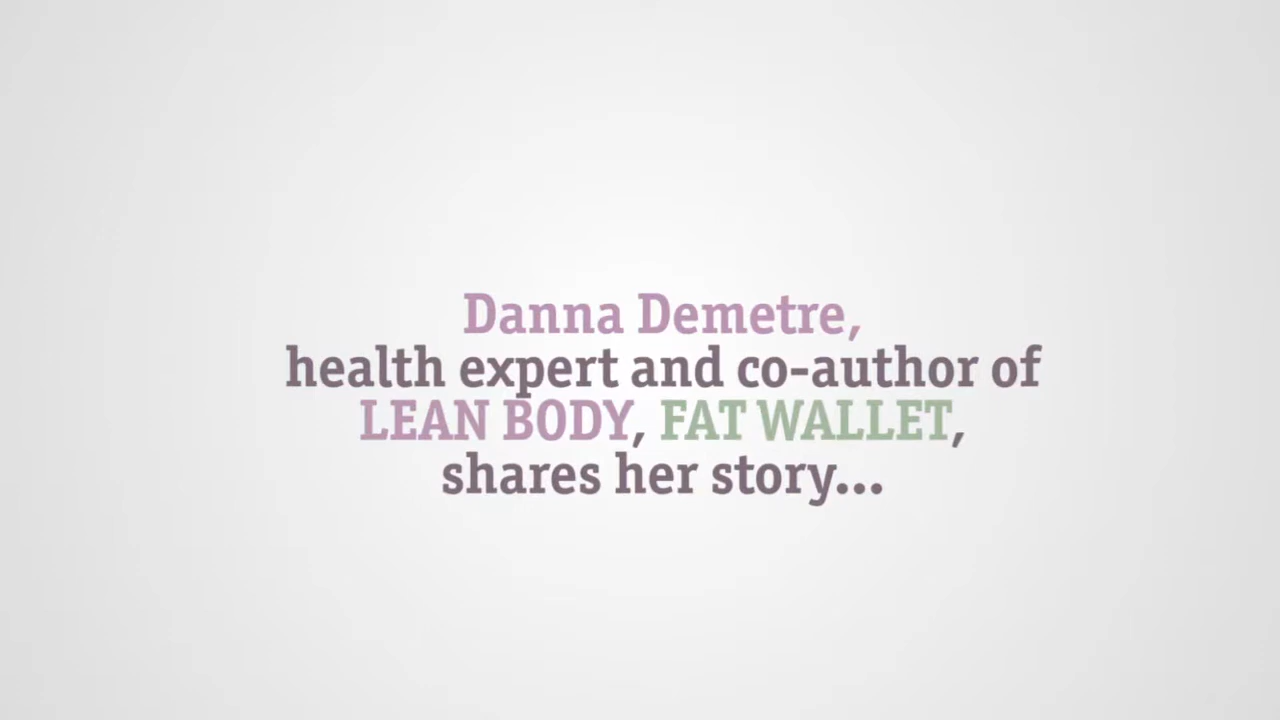 Danna Demetre,
health expert and co-author of
LEAN BODY, FAT WALLET,
shares her story...